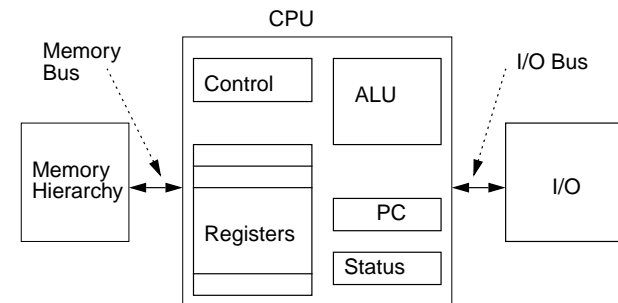 CPU
Memory
Bus
I/O Bus
Control
ALU
Memory
Hierarchy
I/O
Registers
PC
Status